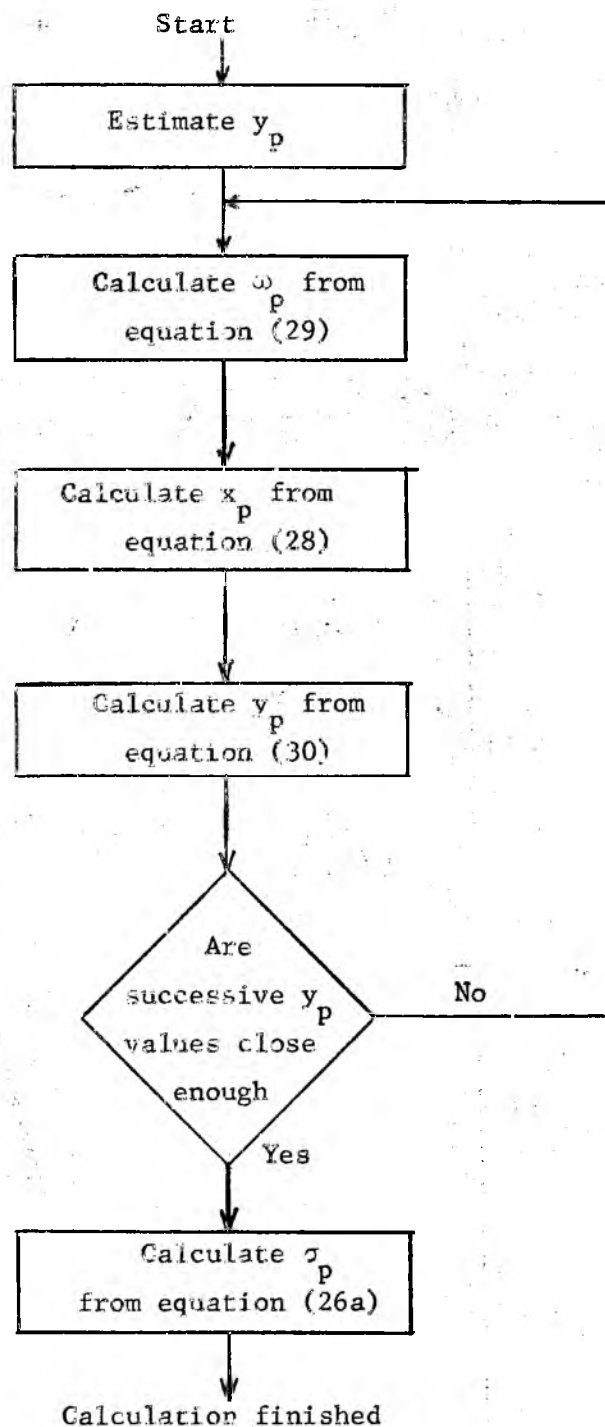 Start
Estimate y_p
Calculate ω_p from
equation (29)
Calculate x_p from
equation (28)
Calculate y_p from
equation (30)
Are
successive y_p
values close
enough
No
Yes
Calculate σ_p
from equation (26a)
Calculation finished